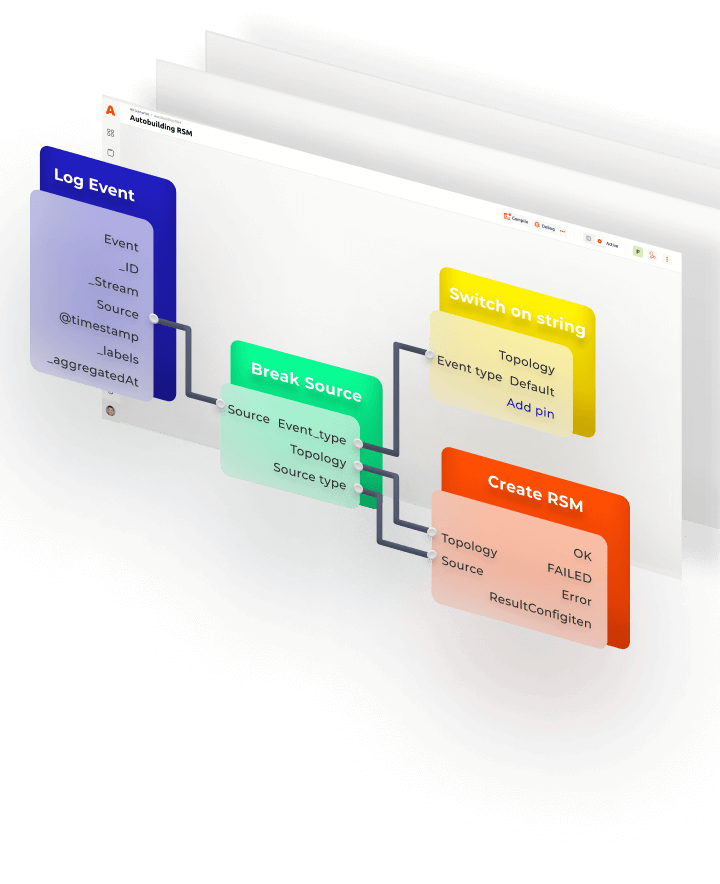 Autobuilding RSM
Compile
Debug
Active
Log Event
Event
_ID
_Stream
Source
@timestamp
_labels
_aggregatedAt
Break Source
Source Event_type
Topology
Source type
Switch on string
Topology
Event type Default
Add pin
Create RSM
Topology OK
Source FAILED
Error
ResultConfigiten